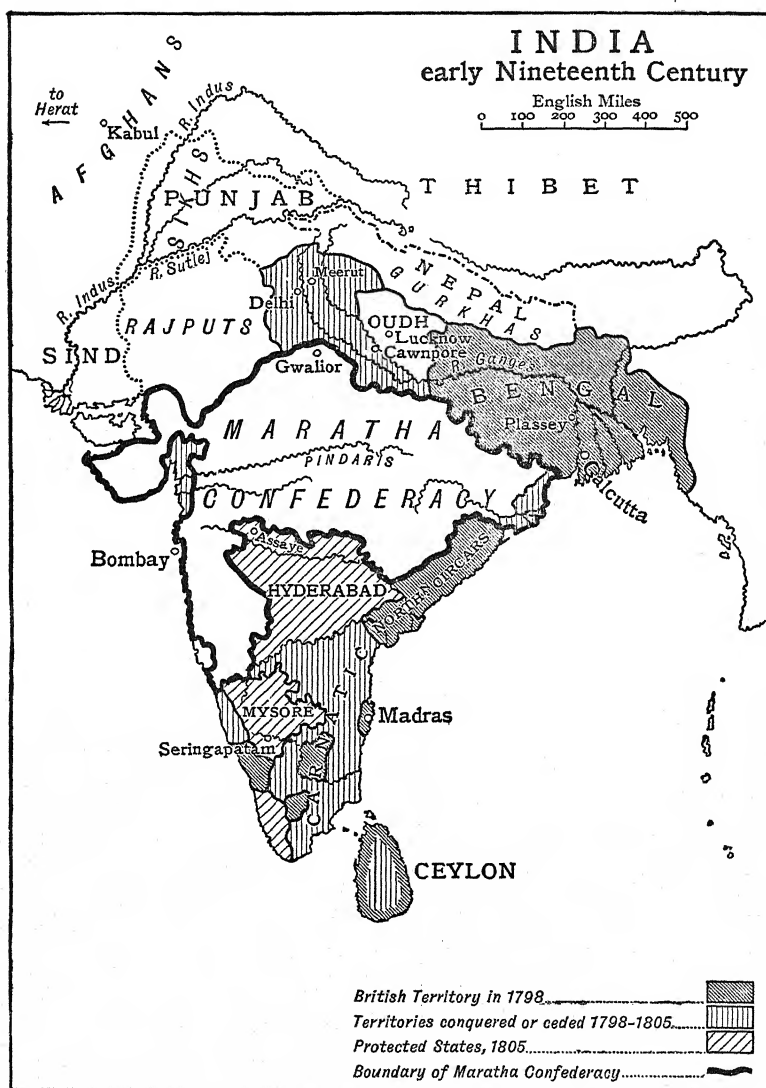 INDIA
early Nineteenth Century
English Miles
0 100 200 300 400 500
to
Herat
AFGHANS
Kabul
R. Indus
SIKHS
PUNJAB
THIBET
R. Sutlej
R. Indus
NEPAL
GURKHAS
Meerut
Delhi
RAJPUTS
OUDH
Lucknow
Cawnpore
SIND
Gwalior
R. Ganges
BENGAL
Plassey
MARATHA
PINDARIS
CONFEDERACY
Calcutta
Assaye
Bombay
HYDERABAD
NORTHN CIRCARS
CARNATIC
MYSORE
Madras
Seringapatam
CEYLON
British Territory in 1798
Territories conquered or ceded 1798-1805
Protected States, 1805
Boundary of Maratha Confederacy